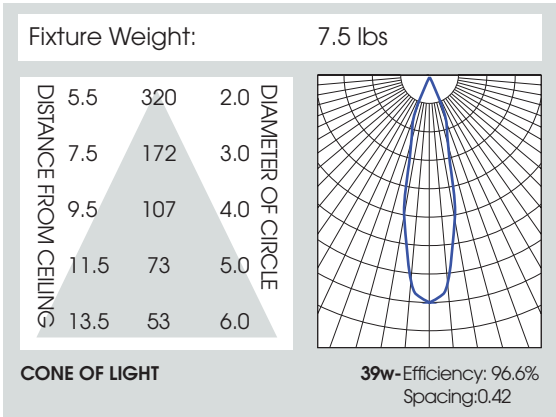 Fixture Weight: 7.5 lbs
DISTANCE FROM CEILING
5.5 320 2.0
7.5 172 3.0
9.5 107 4.0
11.5 73 5.0
13.5 53 6.0
DIAMETER OF CIRCLE
CONE OF LIGHT
39w-Efficiency: 96.6%
Spacing:0.42